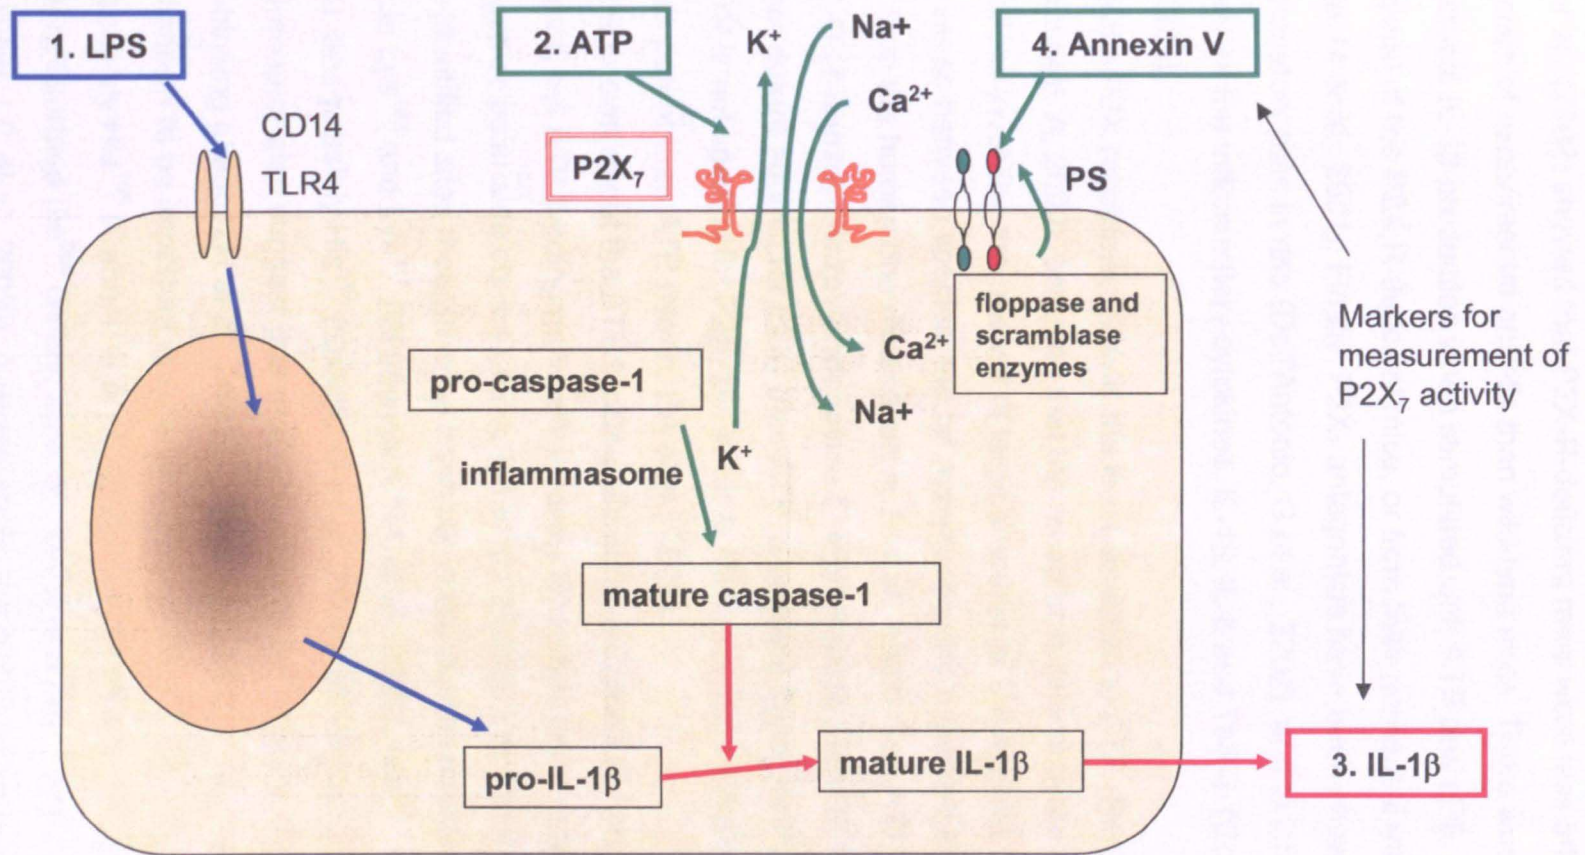 1. LPS
2. ATP
K⁺
Na+
4. Annexin V
Ca²⁺
CD14
TLR4
P2X₇
PS
floppase and
scramblase
enzymes
Ca²⁺
Na+
pro-caspase-1
K⁺
inflammasome
Markers for
measurement of
P2X₇ activity
mature caspase-1
pro-IL-1β
mature IL-1β
3. IL-1β